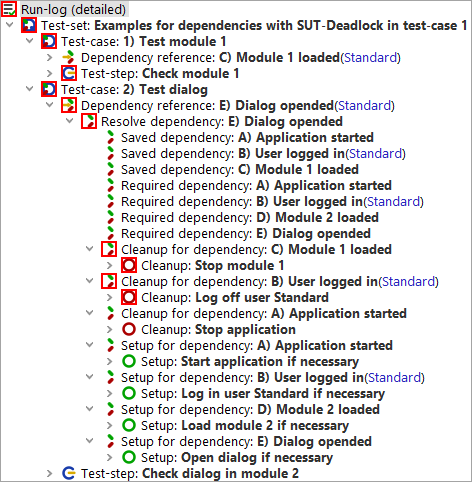 Run-log (detailed)
Test-set: Examples for dependencies with SUT-Deadlock in test-case 1
Test-case: 1) Test module 1
Dependency reference: C) Module 1 loaded(Standard)
Test-step: Check module 1
Test-case: 2) Test dialog
Dependency reference: E) Dialog opended(Standard)
Resolve dependency: E) Dialog opended
Saved dependency: A) Application started
Saved dependency: B) User logged in(Standard)
Saved dependency: C) Module 1 loaded
Required dependency: A) Application started
Required dependency: B) User logged in(Standard)
Required dependency: D) Module 2 loaded
Required dependency: E) Dialog opended
Cleanup for dependency: C) Module 1 loaded
Cleanup: Stop module 1
Cleanup for dependency: B) User logged in(Standard)
Cleanup: Log off user Standard
Cleanup for dependency: A) Application started
Cleanup: Stop application
Setup for dependency: A) Application started
Setup: Start application if necessary
Setup for dependency: B) User logged in(Standard)
Setup: Log in user Standard if necessary
Setup for dependency: D) Module 2 loaded
Setup: Load module 2 if necessary
Setup for dependency: E) Dialog opended
Setup: Open dialog if necessary
Test-step: Check dialog in module 2